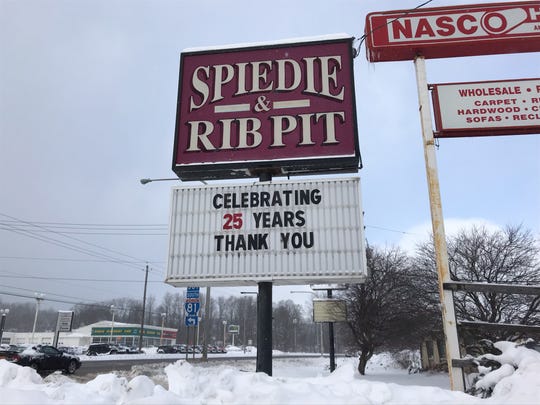 SPIEDIE
&
RIB PIT
CELEBRATING
25 YEARS
THANK YOU
NASCO
WHOLESALE •
CARPET •
HARDWOOD •
SOFAS •
81